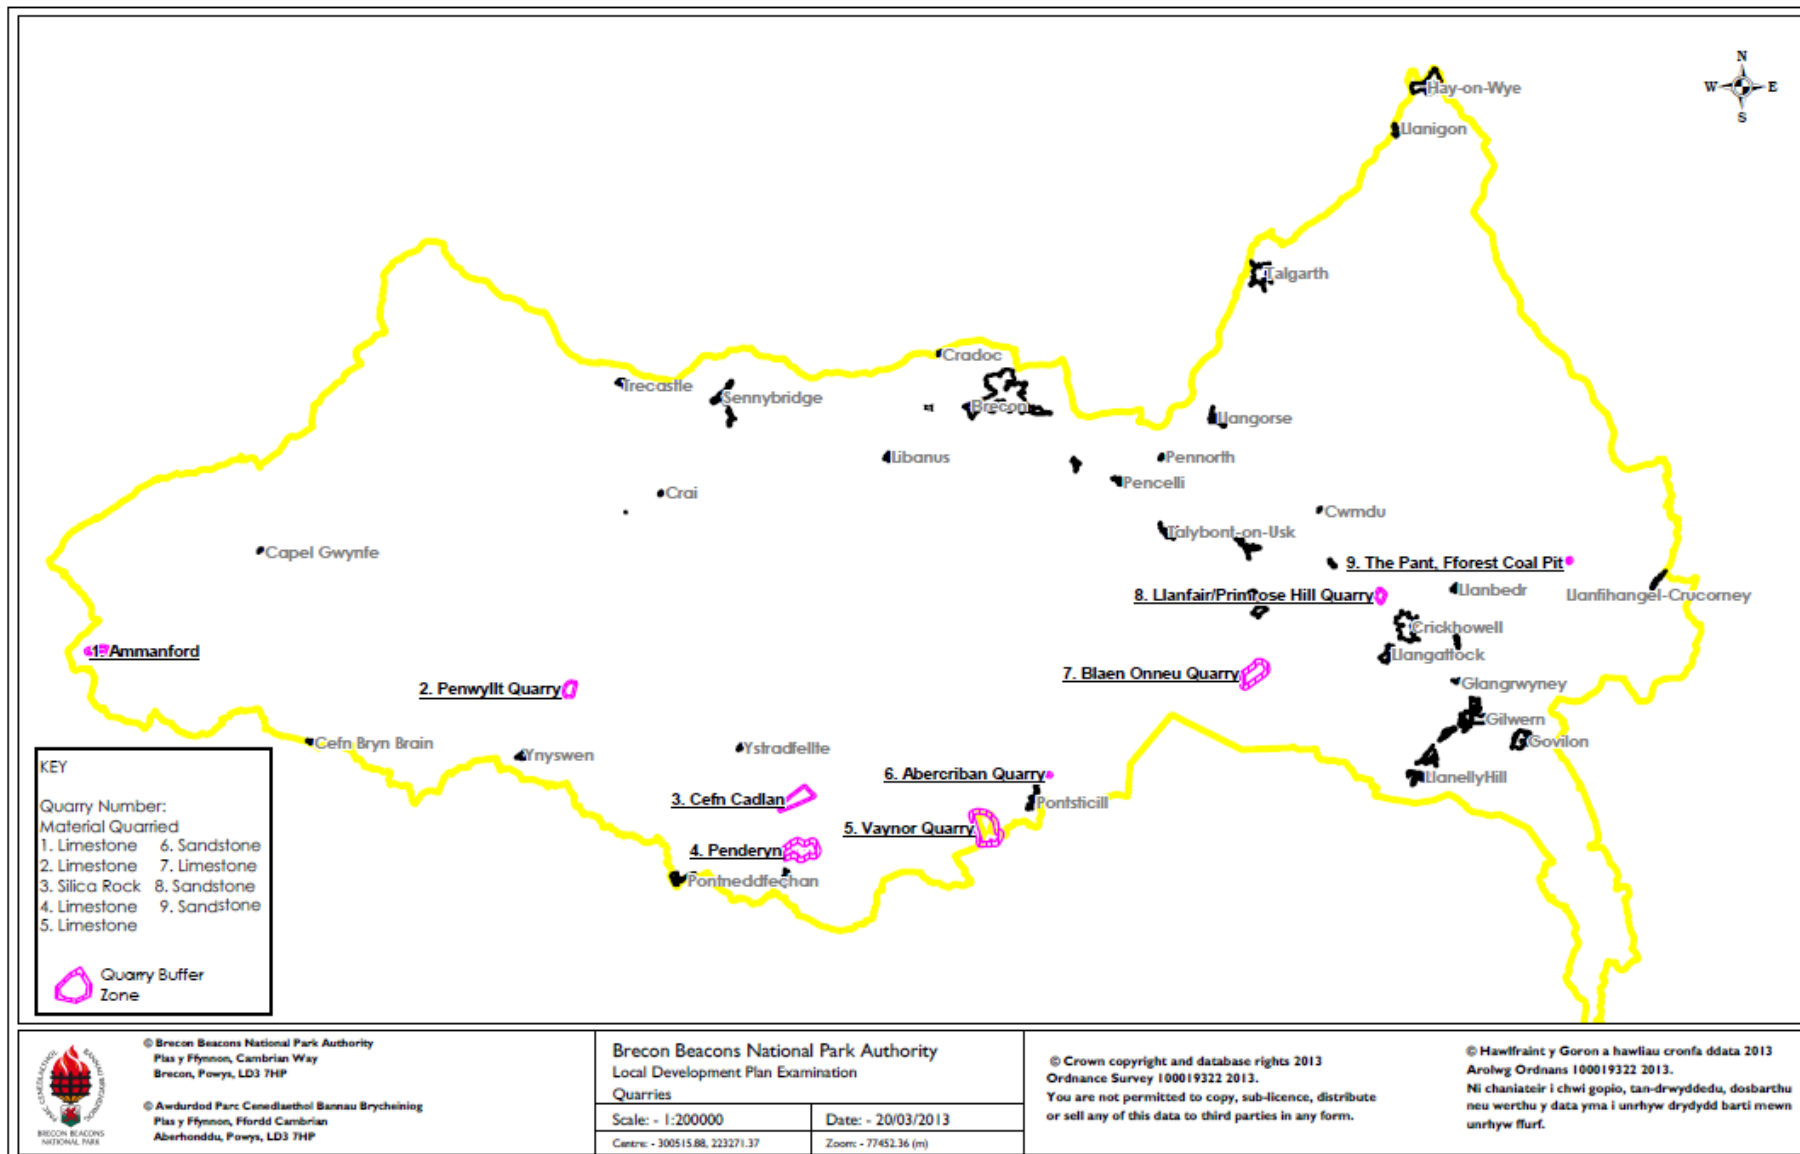 N
W E
S
Hay-on-Wye
Llanigon
Talgarth
Cradoc
Trecastle
Sennybridge
Brecon
Llangorse
Libanus
Pennorth
Pencelli
Crai
Cwmdu
Talybont-on-Usk
Capel Gwynfe
9. The Pant, Fforest Coal Pit
Llanbedr
Llanfihangel-Crucorney
8. Llanfair/Primrose Hill Quarry
Crickhowell
1. Ammanford
Llangattock
7. Blaen Onneu Quarry
Glangrwyney
2. Penwyllt Quarry
Gilwern
Govilon
Cefn Bryn Brain
Ynyswen
Ystradfellte
6. Abercriban Quarry
LlanellyHill
3. Cefn Cadlan
Pontsticill
5. Vaynor Quarry
4. Penderyn
Pontneddfechan
KEY
Quarry Number:
Material Quarried
1. Limestone 6. Sandstone
2. Limestone 7. Limestone
3. Silica Rock 8. Sandstone
4. Limestone 9. Sandstone
5. Limestone
Quarry Buffer
Zone
PARC CENEDLAETHOL BANNAU BRYCHEINIOG
BRECON BEACONS
NATIONAL PARK
© Brecon Beacons National Park Authority
Plas y Ffynnon, Cambrian Way
Brecon, Powys, LD3 7HP
© Awdurdod Parc Cenedlaethol Bannau Brycheiniog
Plas y Ffynnon, Ffordd Cambrian
Aberhonddu, Powys, LD3 7HP
Brecon Beacons National Park Authority
Local Development Plan Examination
Quarries
Scale: - 1:200000
Date: - 20/03/2013
Centre: - 300515.88, 223271.37
Zoom: - 77452.36 (m)
© Crown copyright and database rights 2013
Ordnance Survey 100019322 2013.
You are not permitted to copy, sub-licence, distribute
or sell any of this data to third parties in any form.
© Hawlfraint y Goron a hawliau cronfa ddata 2013
Arolwg Ordnans 100019322 2013.
Ni chaniateir i chwi gopio, tan-drwyddedu, dosbarthu
neu werthu y data yma i unrhyw drydydd barti mewn
unrhyw ffurf.